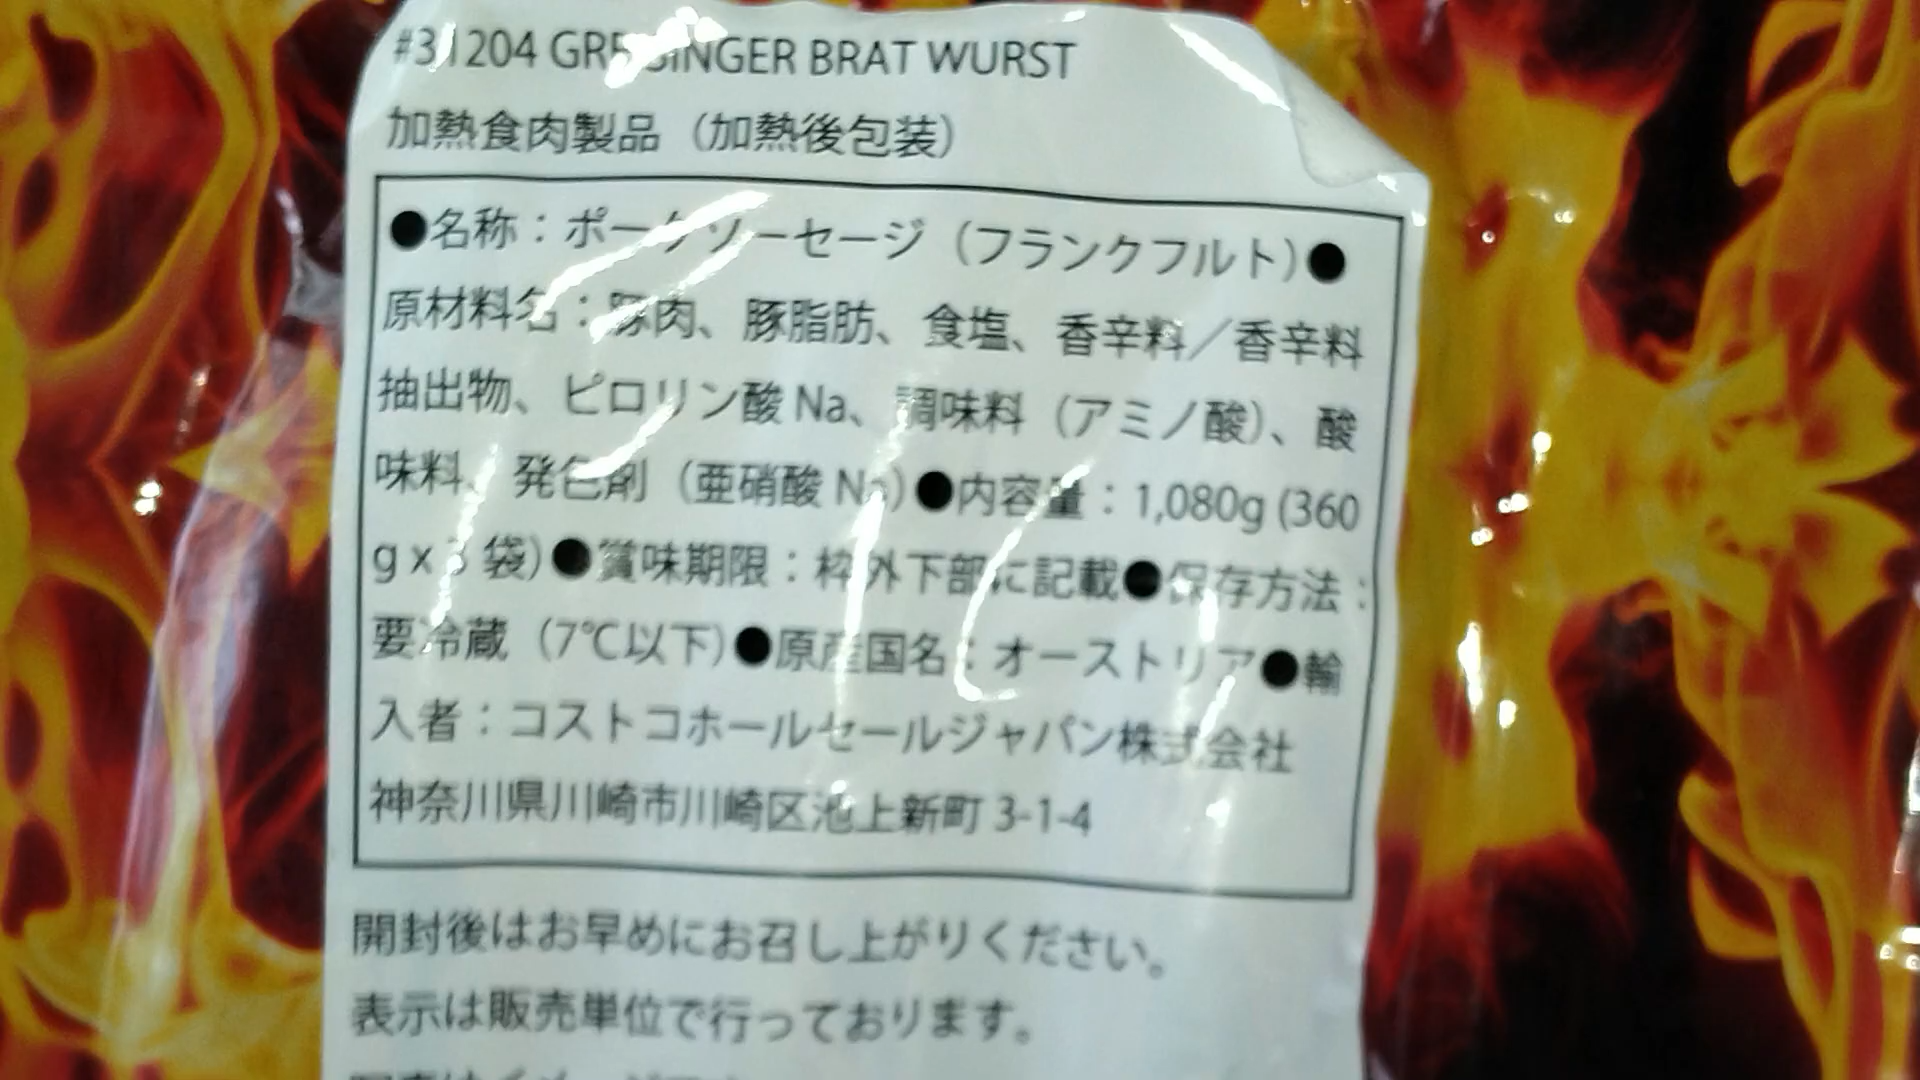 #31204 GREISINGER BRAT WURST
加熱食肉製品（加熱後包装）
●名称：ポークソーセージ（フランクフルト）●
原材料名：豚肉、豚脂肪、食塩、香辛料／香辛料
抽出物、ピロリン酸 Na、調味料（アミノ酸）、酸
味料、発色剤（亜硝酸 Na）●内容量：1,080g (360
g x 3 袋)●賞味期限：枠外下部に記載●保存方法：
要冷蔵（7℃以下）●原産国名：オーストリア●輸
入者：コストコホールセールジャパン株式会社
神奈川県川崎市川崎区池上新町 3-1-4
開封後はお早めにお召し上がりください。
表示は販売単位で行っております。